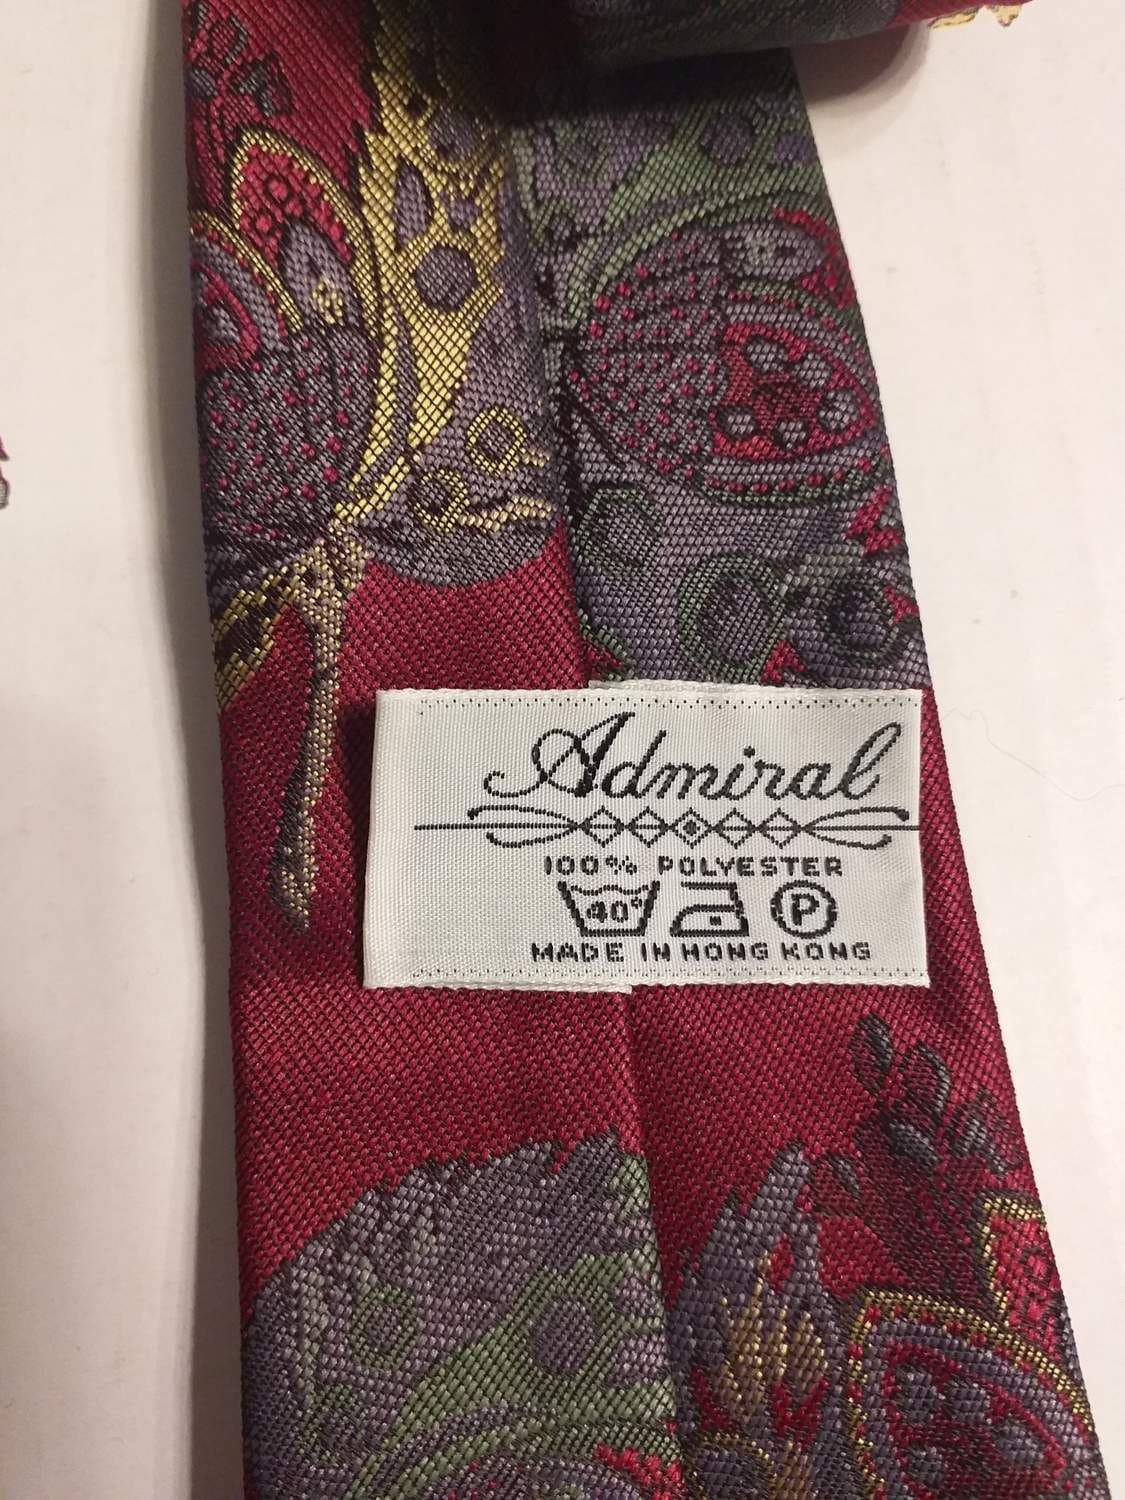 Admiral
100% POLYESTER
40° P
MADE IN HONG KONG